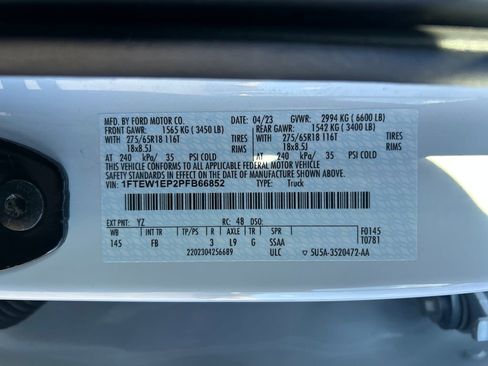 MFD. BY FORD MOTOR CO. DATE: 04/23 GVWR: 2994 KG ( 6600 LB)
FRONT GAWR: 1565 KG ( 3450 LB) REAR GAWR: 1542 KG ( 3400 LB)
275/65R18 116T TIRES 275/65R18 116T TIRES
18x8.5J RIMS 18x8.5J RIMS
AT 240 kPa/ 35 PSI COLD AT 240 kPa/ 35 PSI COLD
THIS VEHICLE CONFORMS TO ALL APPLICABLE FEDERAL MOTOR VEHICLE
SAFETY STANDARDS IN EFFECT ON THE DATE OF MANUFACTURE SHOWN ABOVE.
VIN: 1FTEW1EP2PFB66852 TYPE: Truck
EXT PNT: YZ RC: 48 DSO: F0145
WB INT TR R AXLE TR SPR T0781
145 FB 3 L9 G SSAA
2202304256689 ULC ▽ 5U5A-3520472-AA